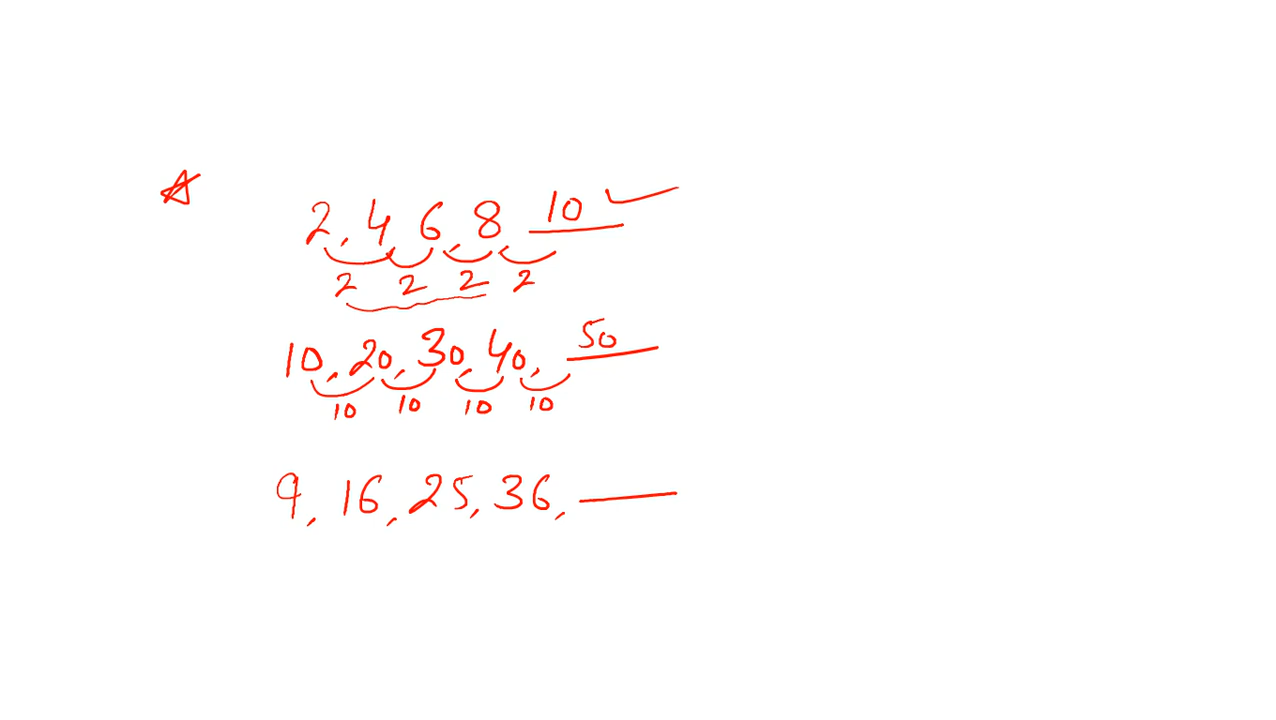 2, 4 6, 8 10
2 2 2 2
10, 20, 30, 40, 50
10 10 10 10
9, 16, 25, 36,